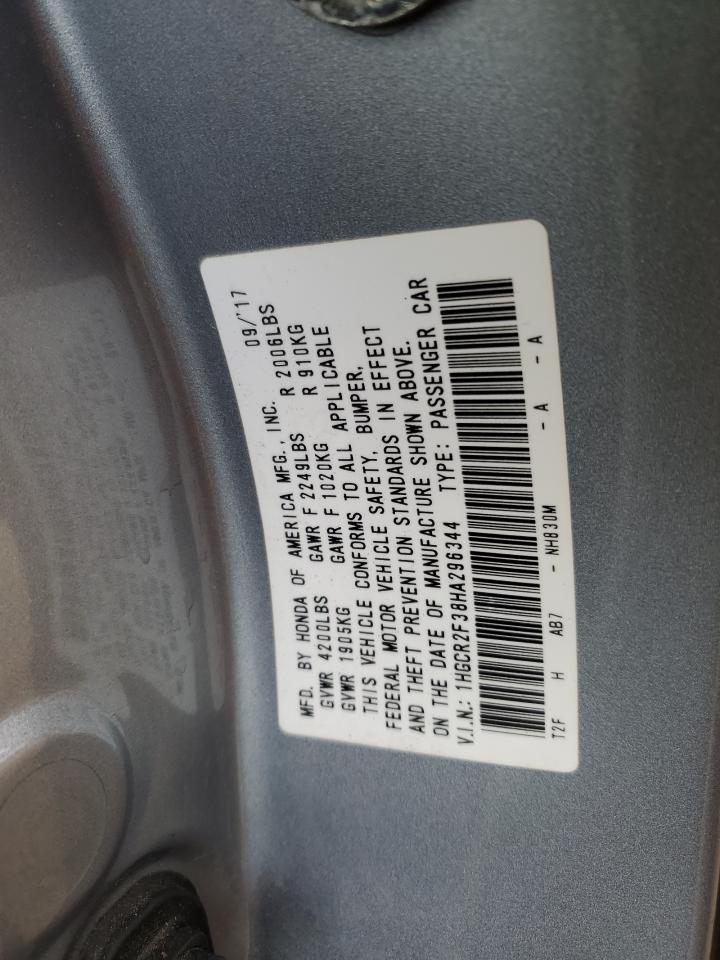 MFD. BY HONDA OF AMERICA MFG., INC. 09/'17
GVWR 4200LBS GAWR F 2249LBS R 2006LBS
GVWR 1905KG GAWR F 1020KG R 910KG
THIS VEHICLE CONFORMS TO ALL APPLICABLE
FEDERAL MOTOR VEHICLE SAFETY, BUMPER,
AND THEFT PREVENTION STANDARDS IN EFFECT
ON THE DATE OF MANUFACTURE SHOWN ABOVE.
V.I.N.: 1HGCR2F38HA296344 TYPE: PASSENGER CAR
T2F H AB7 - NH830M - A - A